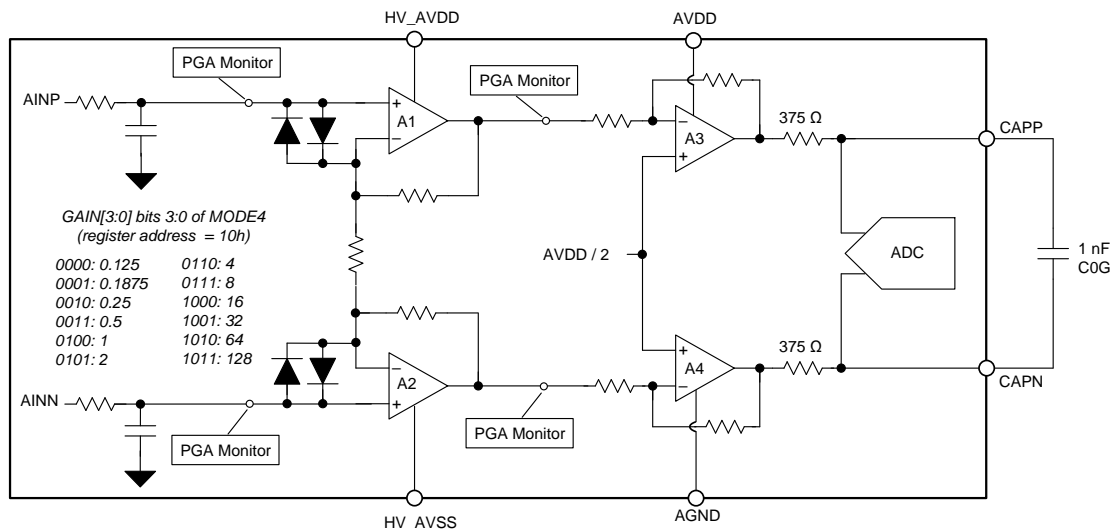 HV_AVDD
AVDD
PGA Monitor
PGA Monitor
AINP
+
A1
−
−
A3
+
375 Ω
CAPP
GAIN[3:0] bits 3:0 of MODE4
(register address = 10h)
0000: 0.125
0001: 0.1875
0010: 0.25
0011: 0.5
0100: 1
0101: 2
0110: 4
0111: 8
1000: 16
1001: 32
1010: 64
1011: 128
AVDD / 2
ADC
1 nF
C0G
−
A2
+
+
A4
−
375 Ω
CAPN
AINN
PGA Monitor
PGA Monitor
HV_AVSS
AGND